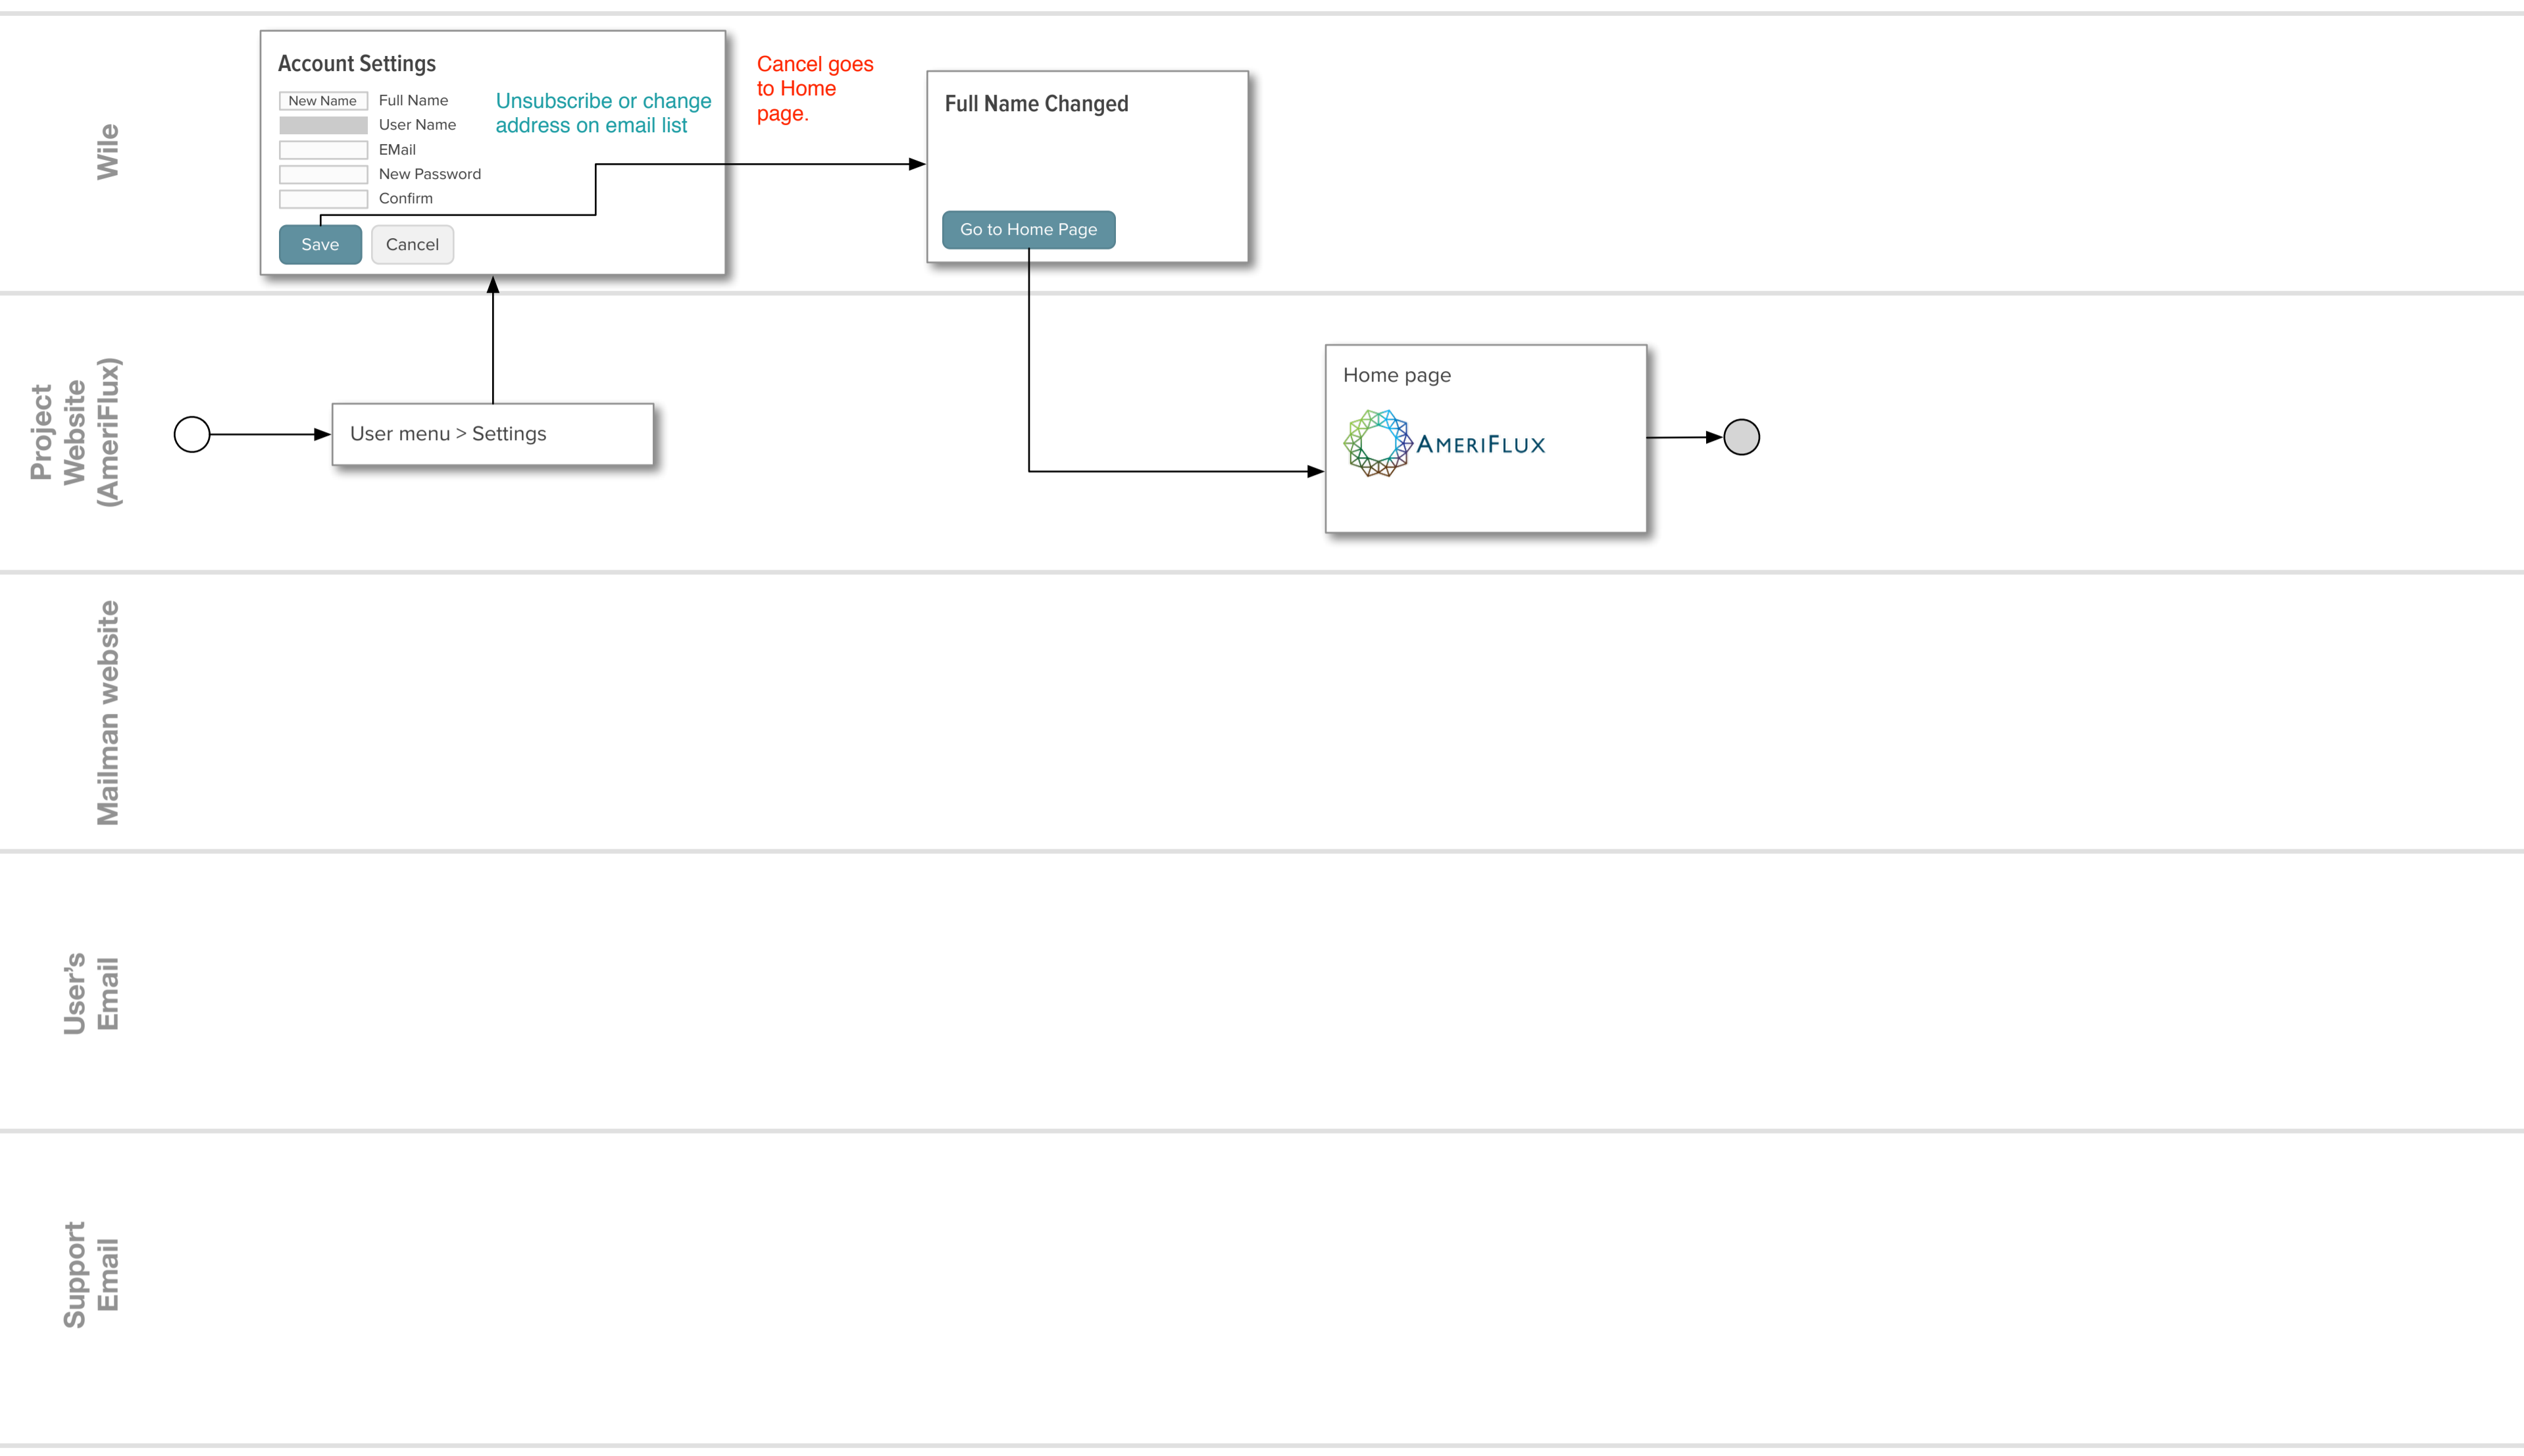 Wile
Account Settings
New Name Full Name
User Name
EMail
New Password
Confirm
Save Cancel
Unsubscribe or change
address on email list
Cancel goes
to Home
page.
Full Name Changed
Go to Home Page
Project
Website
(AmeriFlux)
User menu > Settings
Home page
AMERIFLUX
Mailman website
User’s
Email
Support
Email